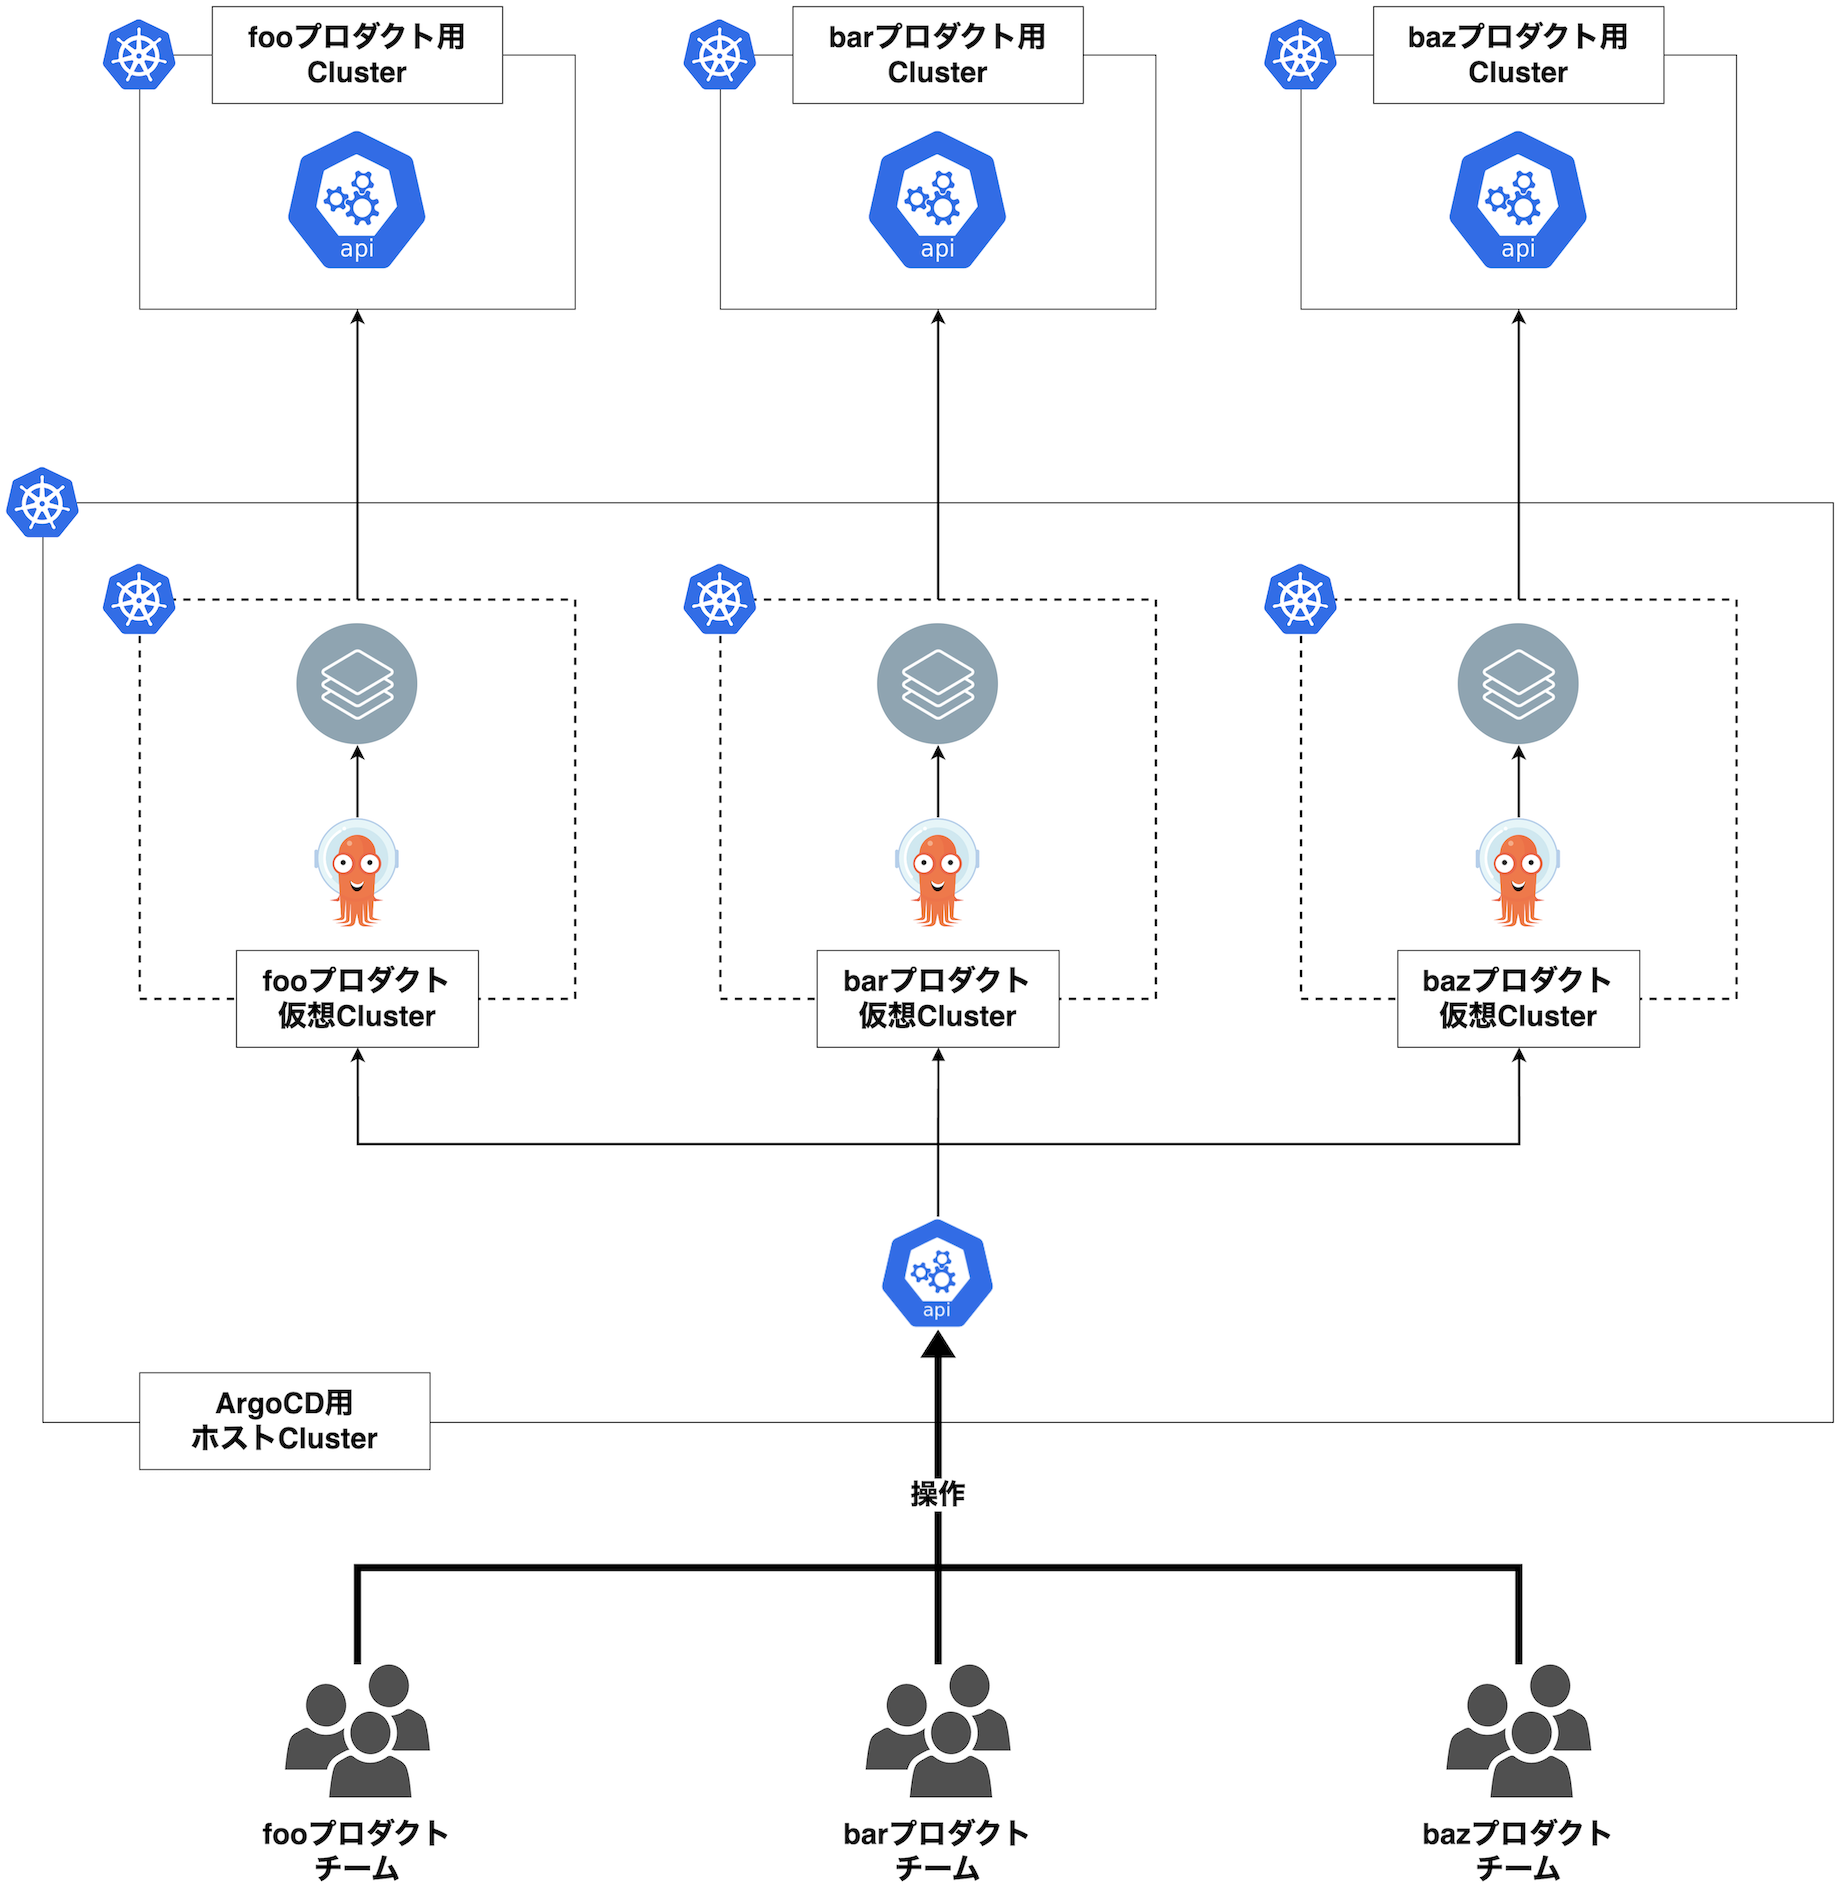 fooプロダクト用
Cluster
barプロダクト用
Cluster
bazプロダクト用
Cluster
api
api
api
fooプロダクト
仮想Cluster
barプロダクト
仮想Cluster
bazプロダクト
仮想Cluster
api
ArgoCD用
ホストCluster
操作
fooプロダクト
チーム
barプロダクト
チーム
bazプロダクト
チーム